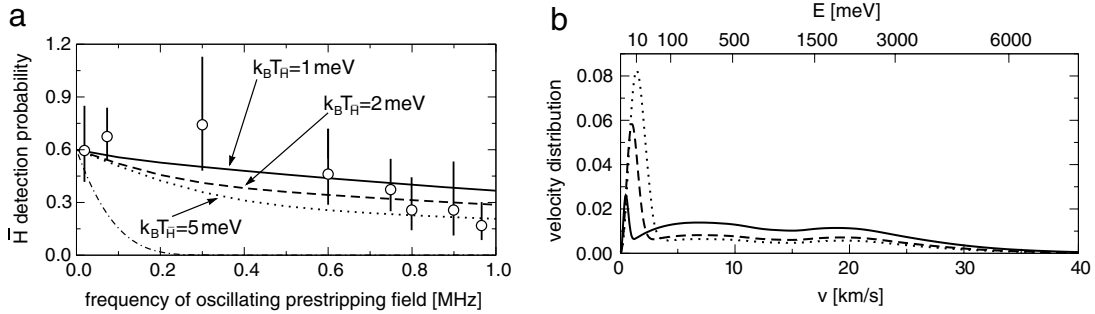 a
H̅ detection probability
1.2
0.9
0.6
0.3
0.0
k_BT_H̅=1 meV
k_BT_H̅=2 meV
k_BT_H̅=5 meV
0.0 0.2 0.4 0.6 0.8 1.0
frequency of oscillating prestripping field [MHz]
b
E [meV]
10 100 500 1500 3000 6000
velocity distribution
0.08
0.06
0.04
0.02
0.00
0 10 20 30 40
v [km/s]